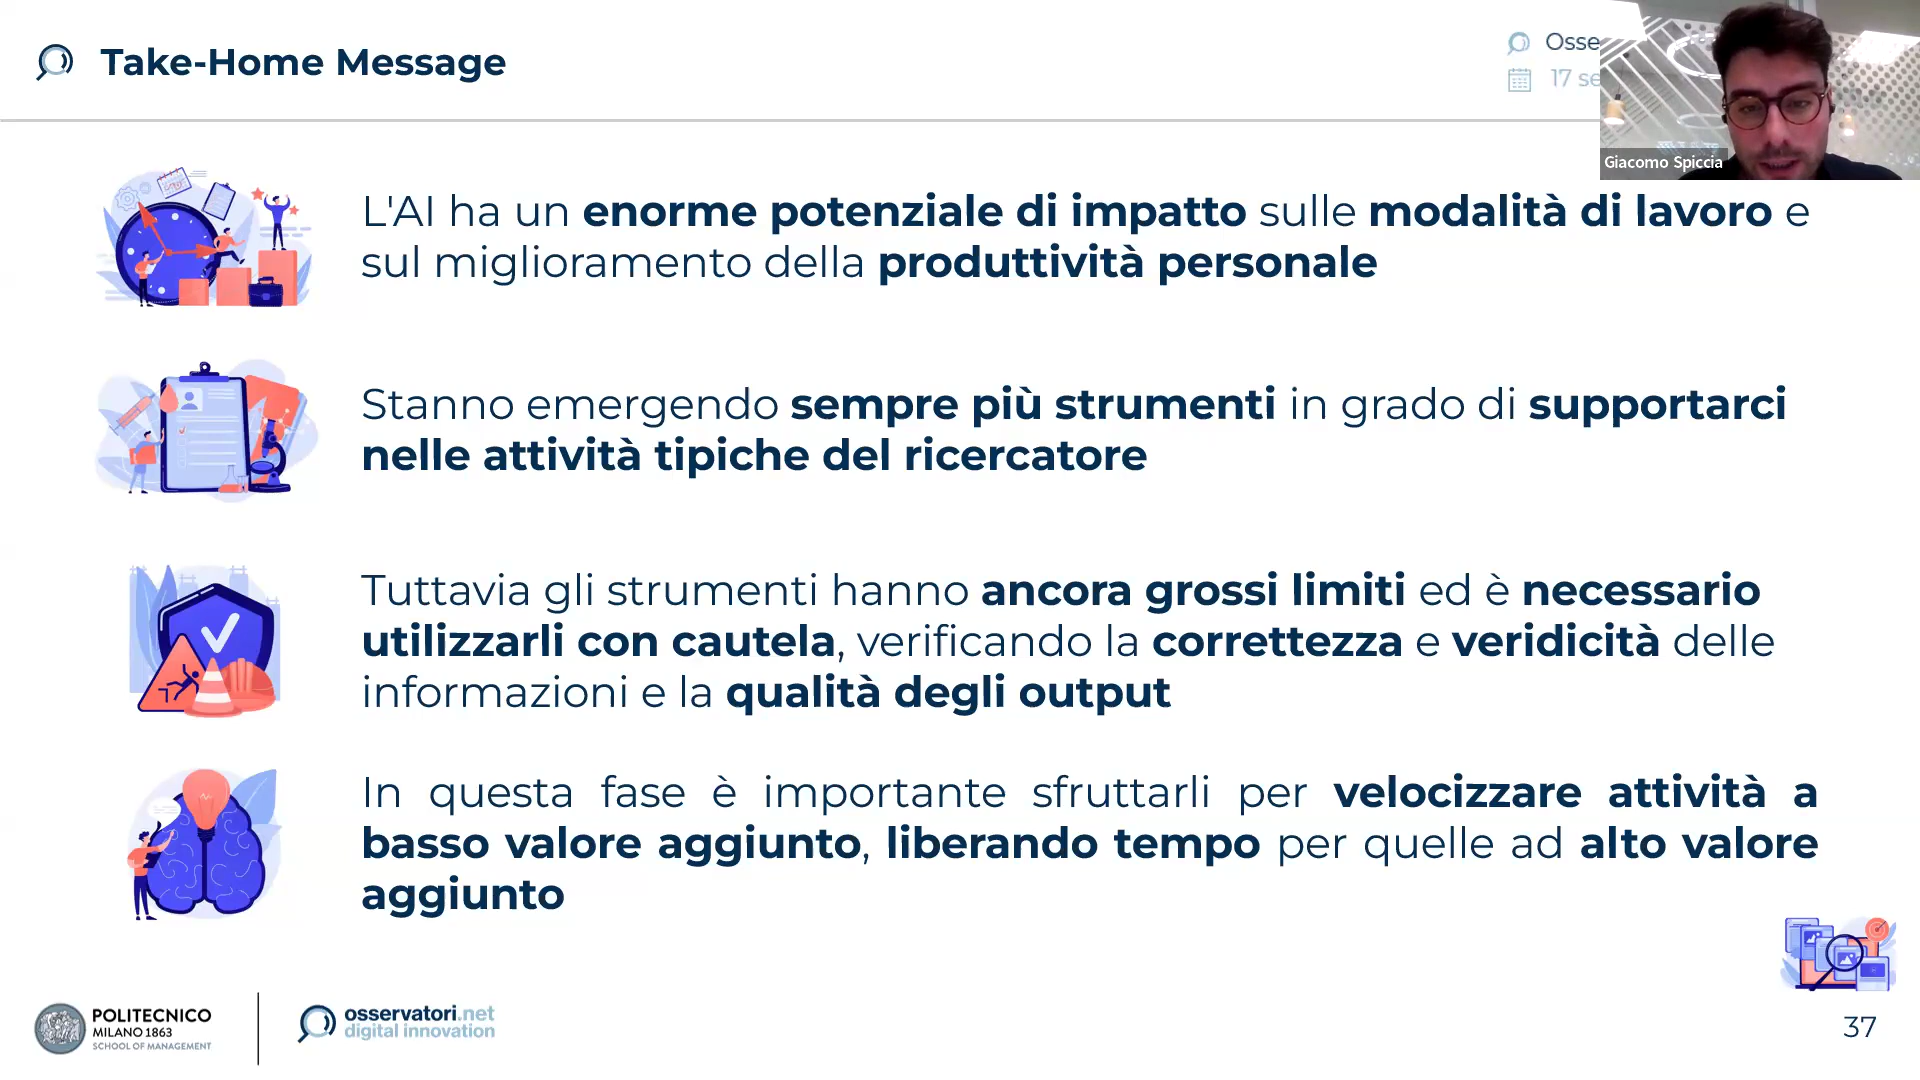 Take-Home Message
Giacomo Spiccia
L'AI ha un enorme potenziale di impatto sulle modalità di lavoro e
sul miglioramento della produttività personale
Stanno emergendo sempre più strumenti in grado di supportarci
nelle attività tipiche del ricercatore
Tuttavia gli strumenti hanno ancora grossi limiti ed è necessario
utilizzarli con cautela, verificando la correttezza e veridicità delle
informazioni e la qualità degli output
In questa fase è importante sfruttarli per velocizzare attività a
basso valore aggiunto, liberando tempo per quelle ad alto valore
aggiunto
POLITECNICO
MILANO 1863
SCHOOL OF MANAGEMENT
osservatori.net
digital innovation
37